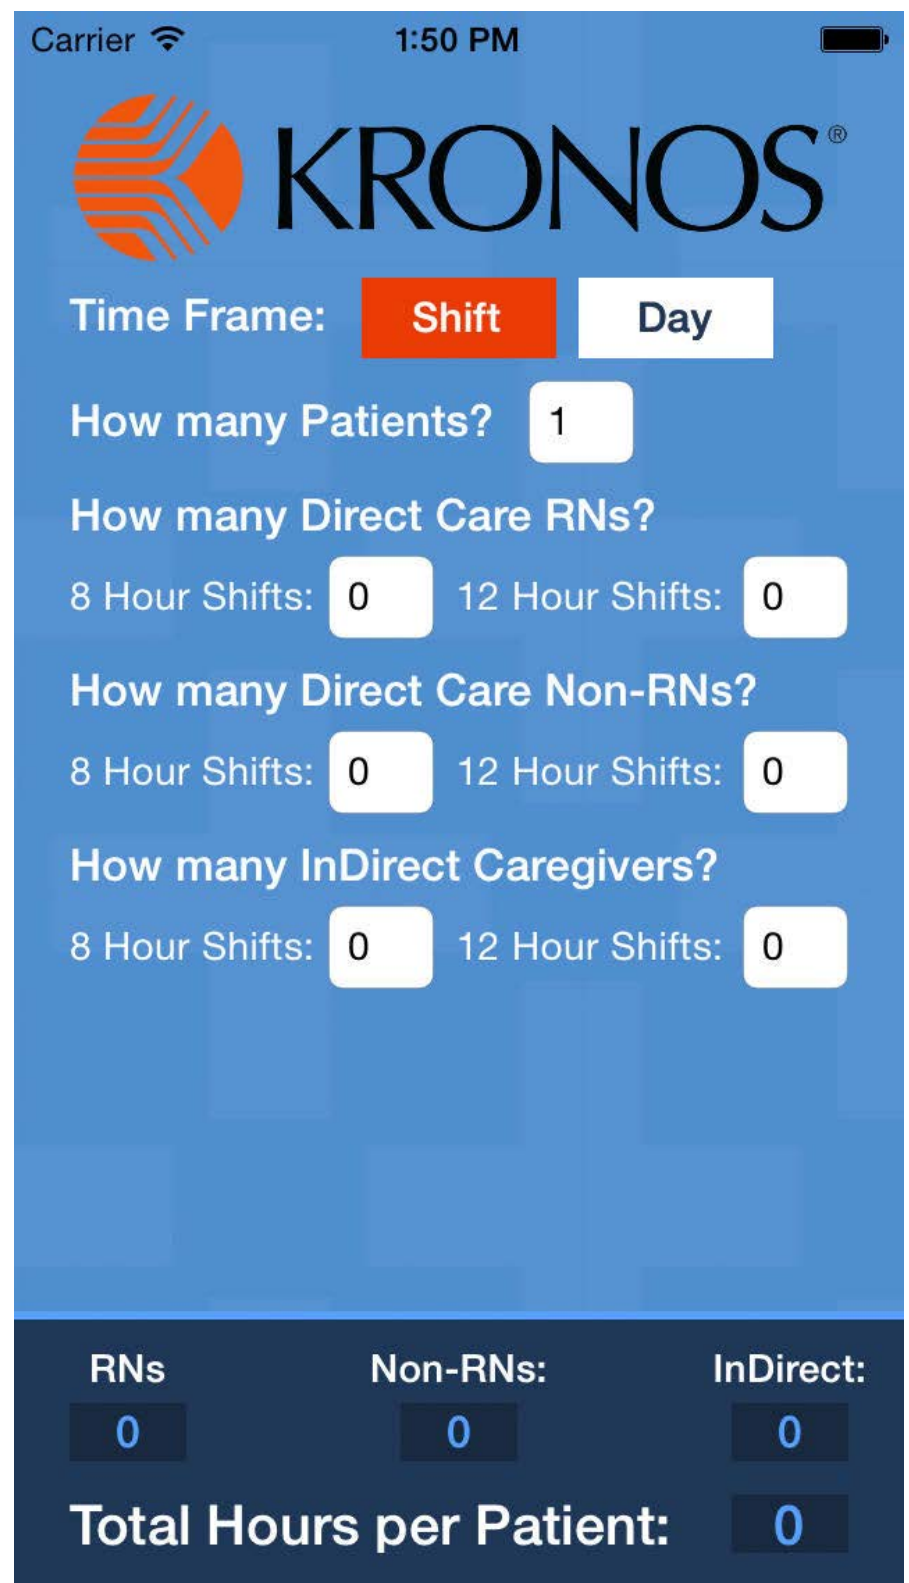 Carrier 1:50 PM
KRONOS®
Time Frame: Shift Day
How many Patients? 1
How many Direct Care RNs?
8 Hour Shifts: 0 12 Hour Shifts: 0
How many Direct Care Non-RNs?
8 Hour Shifts: 0 12 Hour Shifts: 0
How many InDirect Caregivers?
8 Hour Shifts: 0 12 Hour Shifts: 0
RNs Non-RNs: InDirect:
0 0 0
Total Hours per Patient: 0